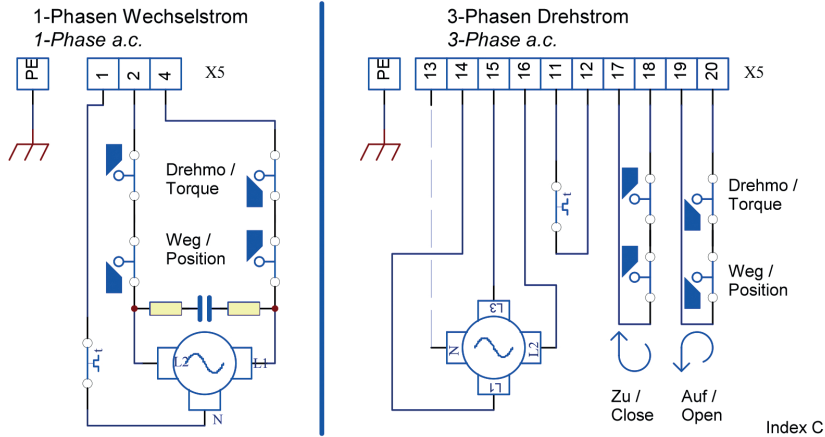 1-Phasen Wechselstrom
1-Phase a.c.
PE
1
2
4
X5
Drehmo /
Torque
Weg /
Position
t
L2
L1
N
3-Phasen Drehstrom
3-Phase a.c.
PE
13
14
15
16
11
12
17
18
19
20
X5
t
Drehmo /
Torque
Weg /
Position
L3
N
L2
L1
Zu /
Close
Auf /
Open
Index C